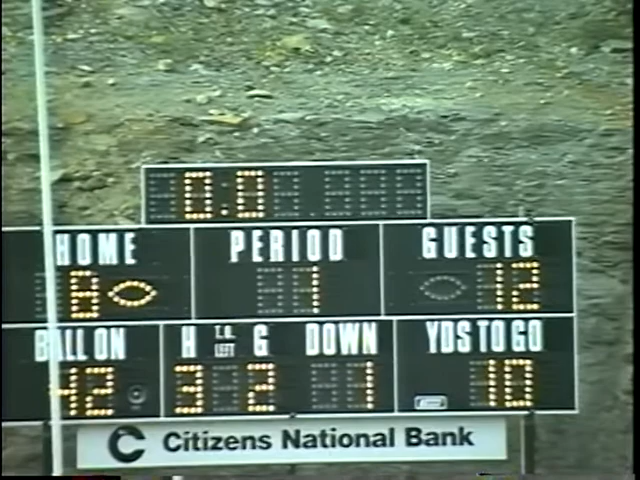 0:0
HOME PERIOD GUESTS
8 1 12
BALL ON H T.O. LEFT G DOWN YDS TO GO
42 3 2 1 10
C Citizens National Bank